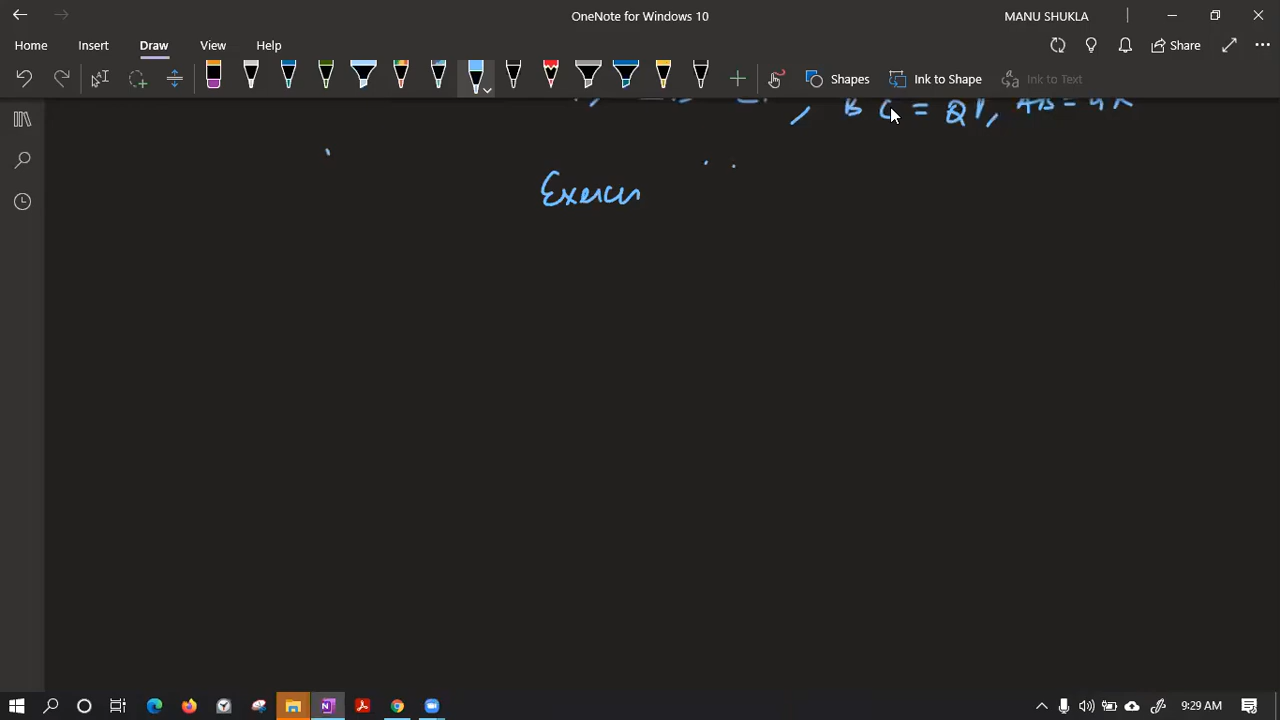 OneNote for Windows 10
MANU SHUKLA
Home Insert Draw View Help
Share
Shapes
Ink to Shape
Ink to Text
B C = QP,
Exercis
9:29 AM